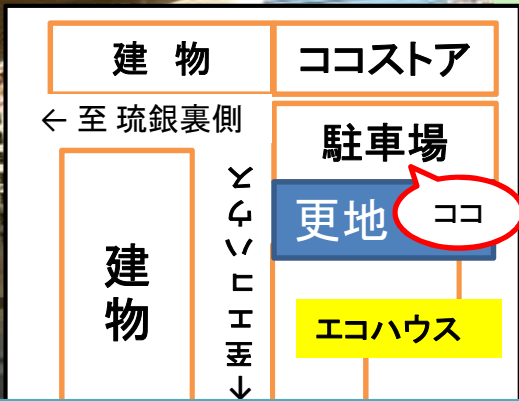 建 物
ココストア
← 至 琉銀裏側
駐車場
更地
ココ
建物
↑至エコハウス
エコハウス